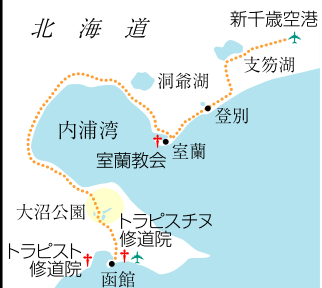 北海道
新千歳空港
支笏湖
洞爺湖
登別
内浦湾
室蘭教会
室蘭
大沼公園
トラピスチヌ
修道院
トラピスト
修道院
函館